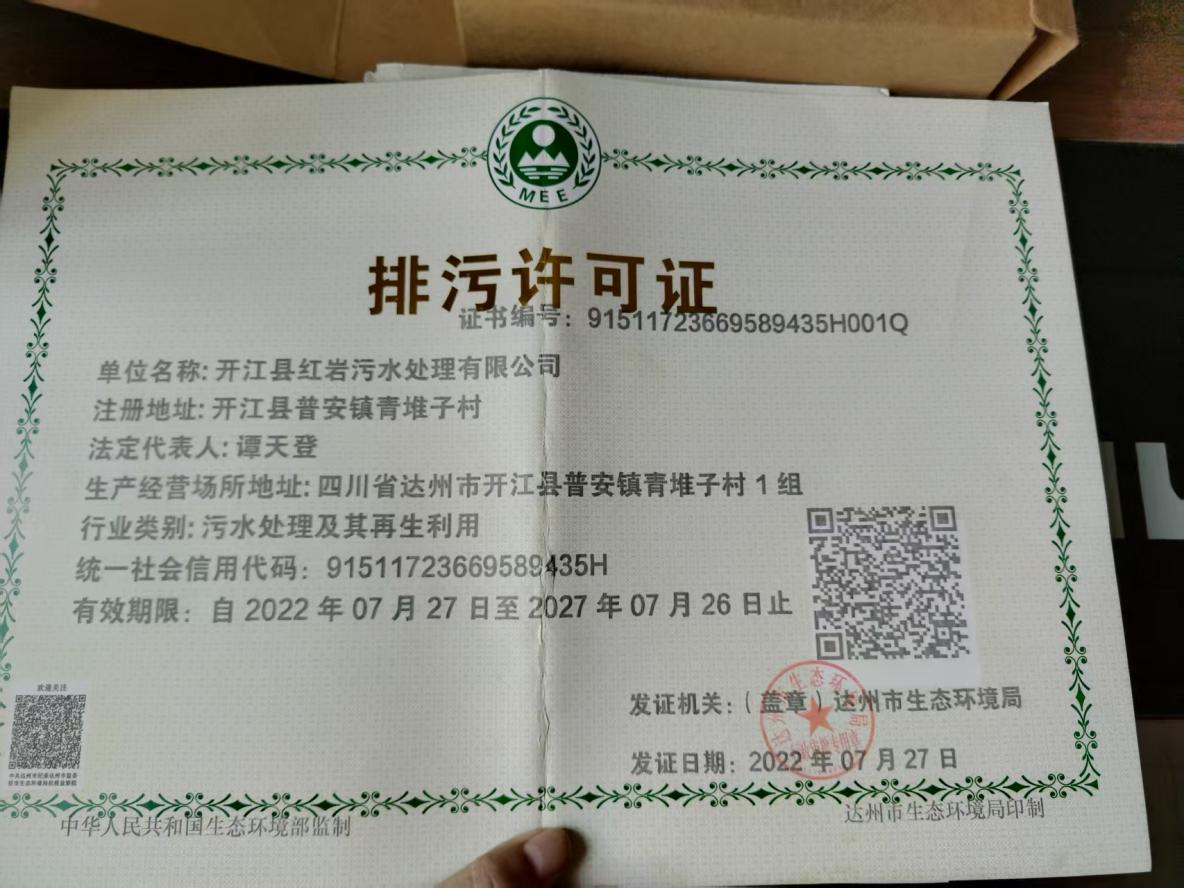 MEE
排污许可证
证书编号：91511723669589435H001Q
单位名称:开江县红岩污水处理有限公司
注册地址:开江县普安镇青堆子村
法定代表人:谭天登
生产经营场所地址:四川省达州市开江县普安镇青堆子村1组
行业类别:污水处理及其再生利用
统一社会信用代码：91511723669589435H
有效期限：自2022年07月27日至2027年07月26日止
欢迎关注
发证机关：（盖章）达州市生态环境局
发证日期：2022年07月27日
中华人民共和国生态环境部监制
达州市生态环境局印制